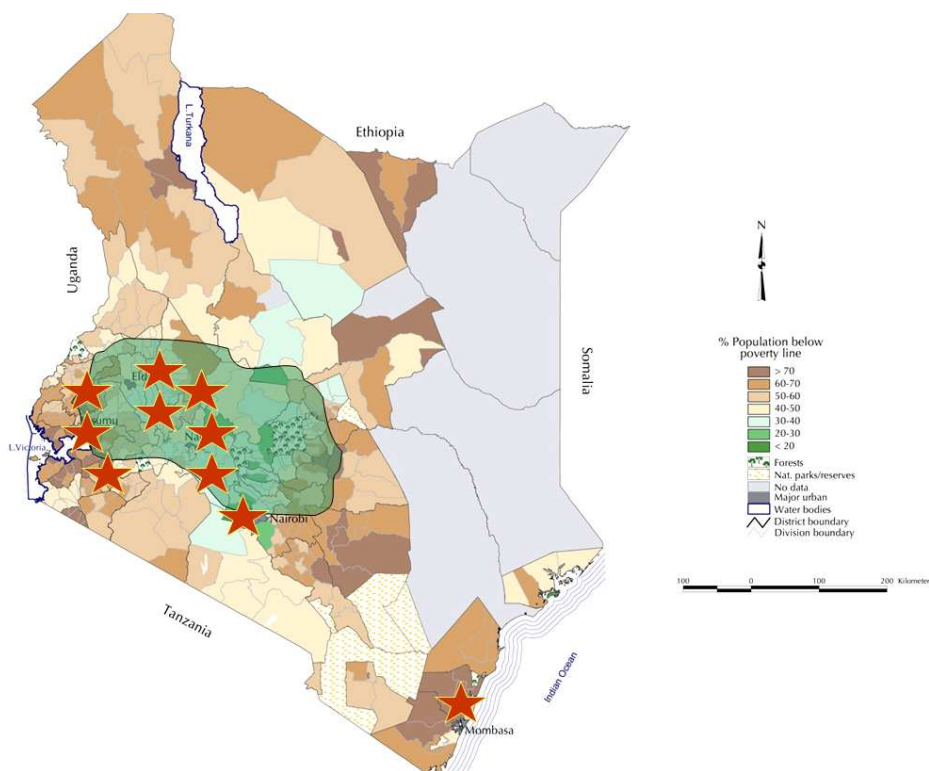 L.Turkana
Ethiopia
Uganda
N
Somalia
% Population below
poverty line
> 70
60-70
50-60
40-50
30-40
20-30
< 20
Forests
Nat. parks/reserves
No data
Major urban
Water bodies
District boundary
Division boundary
L.Victoria
Nairobi
Tanzania
100 0 100 200 Kilometer
Indian Ocean
Mombasa